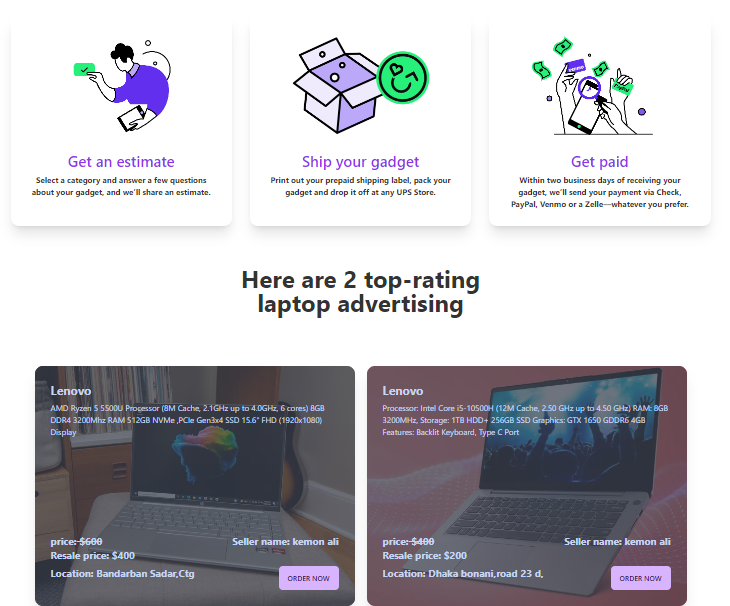 Get an estimate
Select a category and answer a few questions
about your gadget, and we'll share an estimate.
Ship your gadget
Print out your prepaid shipping label, pack your
gadget and drop it off at any UPS Store.
venmo
PayPal
Get paid
Within two business days of receiving your
gadget, we'll send your payment via Check,
PayPal, Venmo or a Zelle—whatever you prefer.
Here are 2 top-rating
laptop advertising
Lenovo
AMD Ryzen 5 5500U Processor (8M Cache, 2.1GHz up to 4.0GHz, 6 cores) 8GB
DDR4 3200Mhz RAM 512GB NVMe ,PCIe Gen3x4 SSD 15.6" FHD (1920x1080)
Display
price: $600
Seller name: kemon ali
Resale price: $400
Location: Bandarban Sadar,Ctg
ORDER NOW
Lenovo
Processor: Intel Core i5-10500H (12M Cache, 2.50 GHz up to 4.50 GHz) RAM: 8GB
3200MHz, Storage: 1TB HDD+ 256GB SSD Graphics: GTX 1650 GDDR6 4GB
Features: Backlit Keyboard, Type C Port
price: $400
Seller name: kemon ali
Resale price: $200
Location: Dhaka bonani,road 23 d,
ORDER NOW